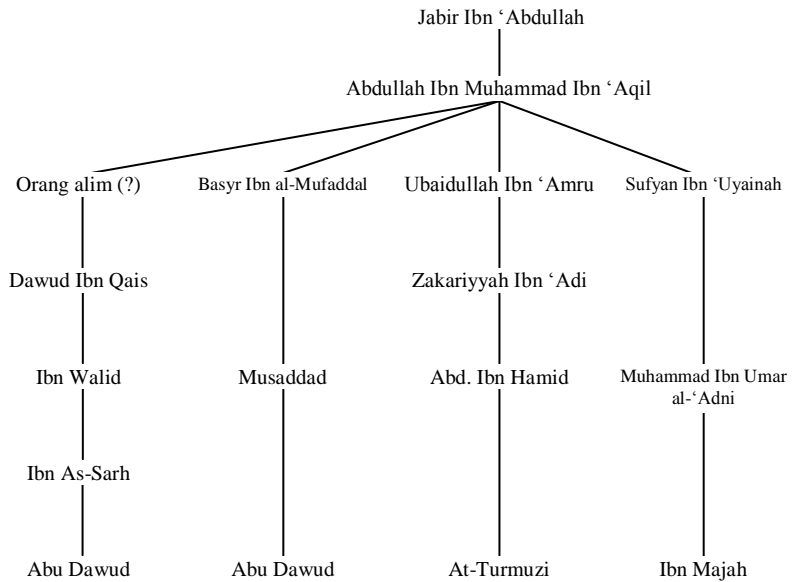 Jabir Ibn ‘Abdullah
Abdullah Ibn Muhammad Ibn ‘Aqil
Orang alim (?)
Basyr Ibn al-Mufaddal
Ubaidullah Ibn ‘Amru
Sufyan Ibn ‘Uyainah
Dawud Ibn Qais
Zakariyyah Ibn ‘Adi
Ibn Walid
Musaddad
Abd. Ibn Hamid
Muhammad Ibn Umar
al-‘Adni
Ibn As-Sarh
Abu Dawud
Abu Dawud
At-Turmuzi
Ibn Majah